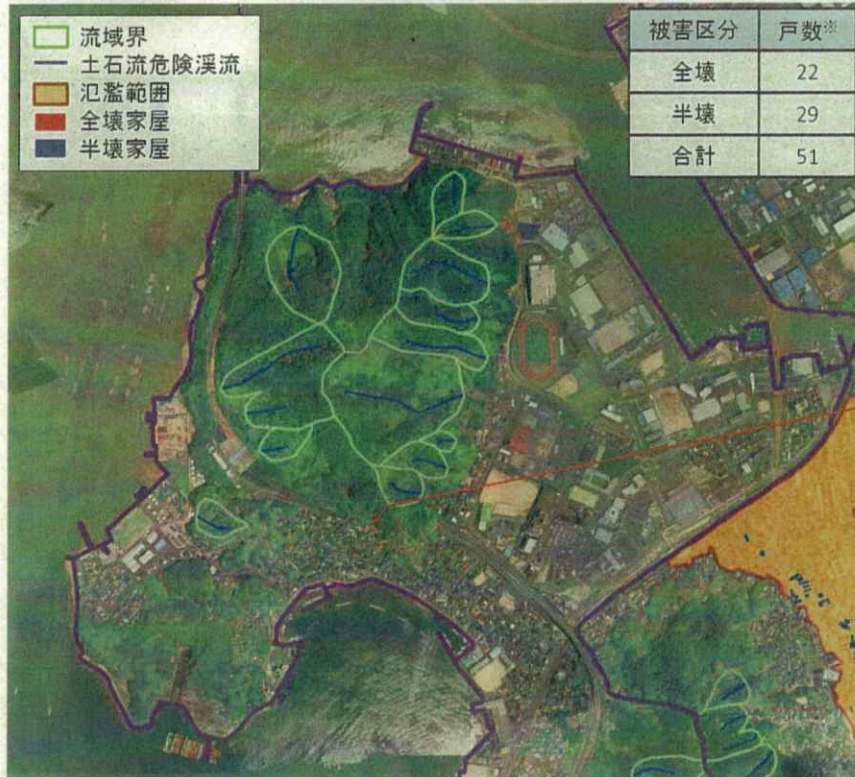 流域界
土石流危険渓流
氾濫範囲
全壊家屋
半壊家屋
被害区分 戸数※
全壊 22
半壊 29
合計 51